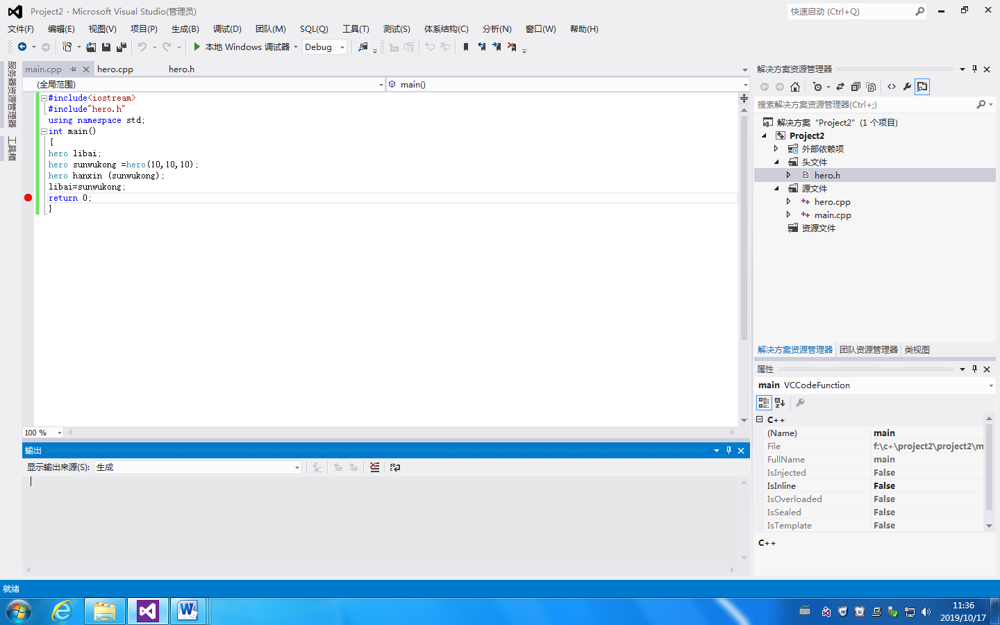 Project2 - Microsoft Visual Studio(管理员)
快速启动 (Ctrl+Q)
文件(F) 编辑(E) 视图(V) 项目(P) 生成(B) 调试(D) 团队(M) SQL(Q) 工具(T) 测试(S) 体系结构(C) 分析(N) 窗口(W) 帮助(H)
本地 Windows 调试器 Debug
服务器资源管理器
工具箱
main.cpp hero.cpp hero.h
(全局范围) main()
#include<iostream>
#include"hero.h"
using namespace std;
int main()
{
hero libai;
hero sunwukong =hero(10,10,10);
hero hanxin (sunwukong);
libai=sunwukong;
return 0;
}
100 %
输出
显示输出来源(S): 生成
解决方案资源管理器
搜索解决方案资源管理器(Ctrl+;)
解决方案 "Project2" (1 个项目)
Project2
外部依赖项
头文件
hero.h
源文件
hero.cpp
main.cpp
资源文件
解决方案资源管理器 团队资源管理器 类视图
属性
main VCCodeFunction
C++
(Name) main
File f:\c+\project2\project2\m
FullName main
IsInjected False
IsInline False
IsOverloaded False
IsSealed False
IsTemplate False
C++
就绪
11:36
2019/10/17